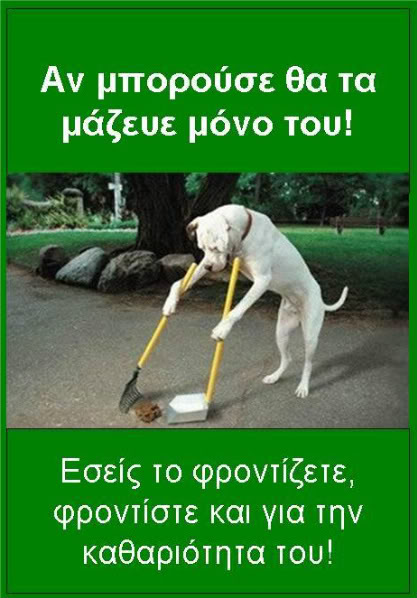 Αν μπορούσε θα τα
μάζευε μόνο του!
Εσείς το φροντίζετε,
φροντίστε και για την
καθαριότητα του!